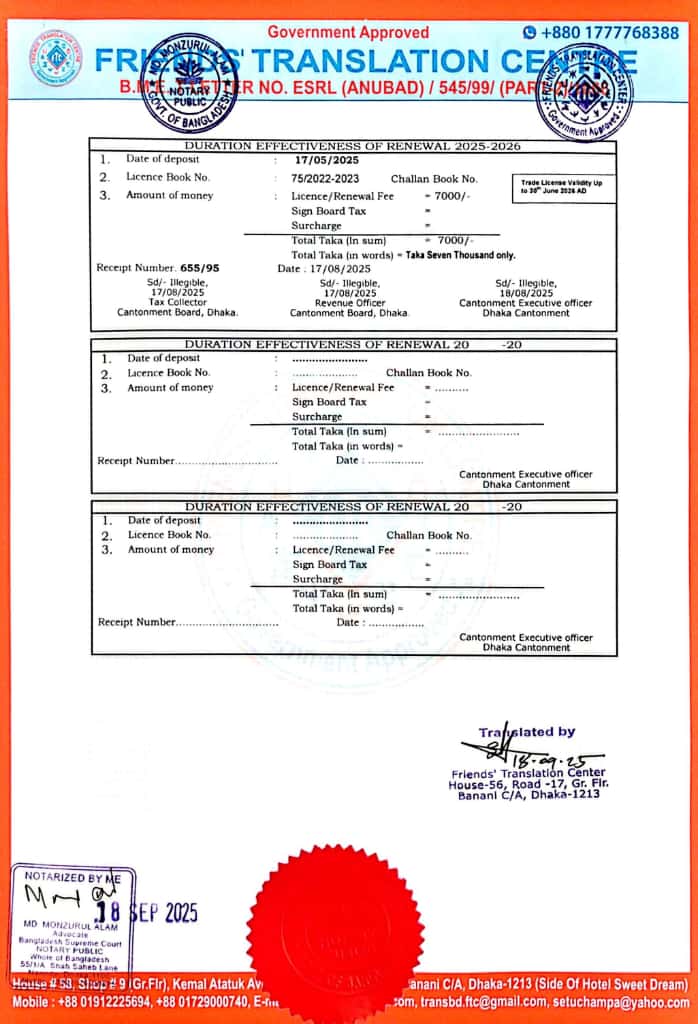 Government Approved
+880 1777768388
FRIENDS' TRANSLATION CENTRE
B.M.E. LETTER NO. ESRL (ANUBAD) / 545/99/
MD. MONZURUL ALAM
NOTARY
PUBLIC
GOVT. OF BANGLADESH
FRIENDS TRANSLATION CENTER
Government Approved
DURATION EFFECTIVENESS OF RENEWAL 2025-2026
1. Date of deposit : 17/05/2025
2. Licence Book No. : 75/2022-2023 Challan Book No.
Trade License Validity Up
to 30th June 2026 AD
3. Amount of money : Licence/Renewal Fee = 7000/-
Sign Board Tax =
Surcharge =
Total Taka (In sum) = 7000/-
Total Taka (in words) = Taka Seven Thousand only.
Receipt Number. 655/95 Date : 17/08/2025
Sd/- Illegible, Sd/- Illegible, Sd/- Illegible,
17/08/2025 17/08/2025 18/08/2025
Tax Collector Revenue Officer Cantonment Executive officer
Cantonment Board, Dhaka. Cantonment Board, Dhaka. Dhaka Cantonment
DURATION EFFECTIVENESS OF RENEWAL 20 -20
1. Date of deposit : .......................
2. Licence Book No. : .................... Challan Book No.
3. Amount of money : Licence/Renewal Fee = ..........
Sign Board Tax =
Surcharge =
Total Taka (In sum) = .........................
Total Taka (in words) =
Receipt Number............................... Date : .................
Cantonment Executive officer
Dhaka Cantonment
DURATION EFFECTIVENESS OF RENEWAL 20 -20
1. Date of deposit : .......................
2. Licence Book No. : .................... Challan Book No.
3. Amount of money : Licence/Renewal Fee = ..........
Sign Board Tax =
Surcharge =
Total Taka (In sum) = .........................
Total Taka (in words) =
Receipt Number............................... Date : .................
Cantonment Executive officer
Dhaka Cantonment
Translated by
18-09-25
Friends' Translation Center
House-56, Road -17, Gr. Flr.
Banani C/A, Dhaka-1213
NOTARIZED BY ME
18 SEP 2025
MD. MONZURUL ALAM
Advocate
Bangladesh Supreme Court
NOTARY PUBLIC
Whole of Bangladesh
55/1/A, Shah Saheb Lane
House # 58, Shop # 9 (Gr.Flr), Kemal Ataturk Banani C/A, Dhaka-1213 (Side Of Hotel Sweet Dream)
Mobile : +88 01912225694, +88 01729000740, transbd.ftc@gmail.com, setuchampa@yahoo.com